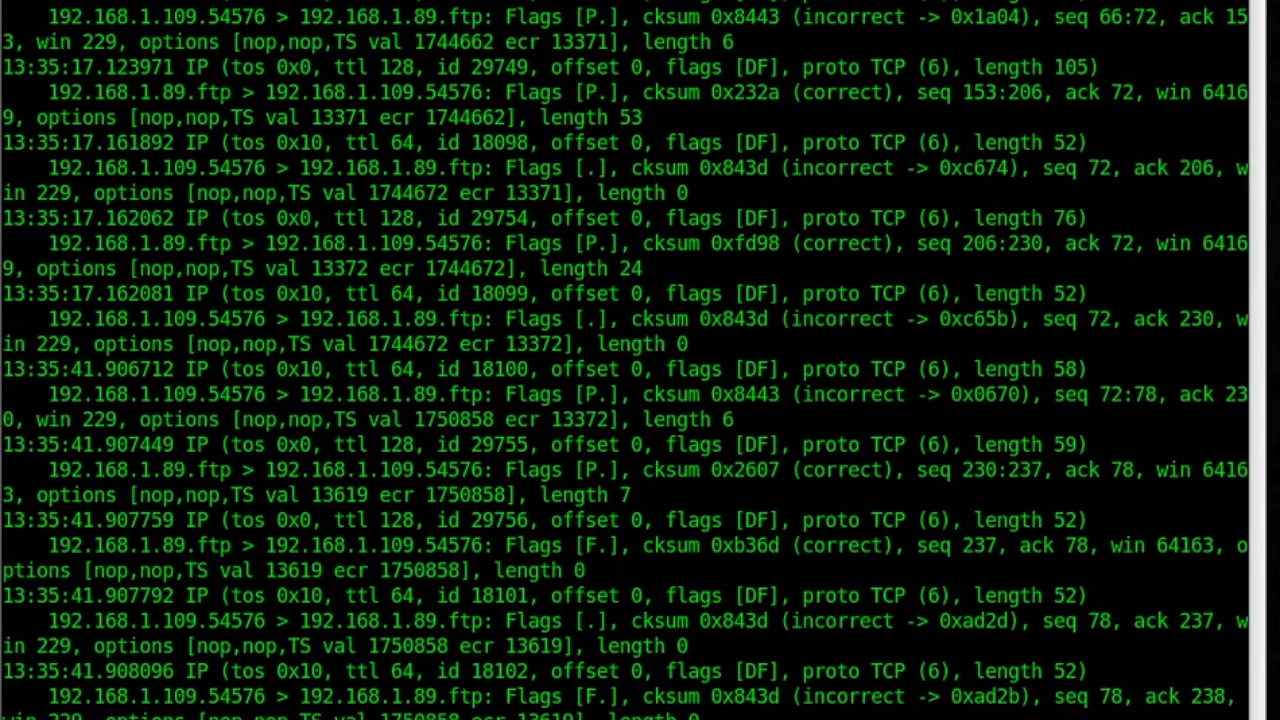 192.168.1.109.54576 > 192.168.1.89.ftp: Flags [P.], cksum 0x8443 (incorrect -> 0x1a04), seq 66:72, ack 15
3, win 229, options [nop,nop,TS val 1744662 ecr 13371], length 6
13:35:17.123971 IP (tos 0x0, ttl 128, id 29749, offset 0, flags [DF], proto TCP (6), length 105)
    192.168.1.89.ftp > 192.168.1.109.54576: Flags [P.], cksum 0x232a (correct), seq 153:206, ack 72, win 6416
9, options [nop,nop,TS val 13371 ecr 1744662], length 53
13:35:17.161892 IP (tos 0x10, ttl 64, id 18098, offset 0, flags [DF], proto TCP (6), length 52)
    192.168.1.109.54576 > 192.168.1.89.ftp: Flags [.], cksum 0x843d (incorrect -> 0xc674), seq 72, ack 206, w
in 229, options [nop,nop,TS val 1744672 ecr 13371], length 0
13:35:17.162062 IP (tos 0x0, ttl 128, id 29754, offset 0, flags [DF], proto TCP (6), length 76)
    192.168.1.89.ftp > 192.168.1.109.54576: Flags [P.], cksum 0xfd98 (correct), seq 206:230, ack 72, win 6416
9, options [nop,nop,TS val 13372 ecr 1744672], length 24
13:35:17.162081 IP (tos 0x10, ttl 64, id 18099, offset 0, flags [DF], proto TCP (6), length 52)
    192.168.1.109.54576 > 192.168.1.89.ftp: Flags [.], cksum 0x843d (incorrect -> 0xc65b), seq 72, ack 230, w
in 229, options [nop,nop,TS val 1744672 ecr 13372], length 0
13:35:41.906712 IP (tos 0x10, ttl 64, id 18100, offset 0, flags [DF], proto TCP (6), length 58)
    192.168.1.109.54576 > 192.168.1.89.ftp: Flags [P.], cksum 0x8443 (incorrect -> 0x0670), seq 72:78, ack 23
0, win 229, options [nop,nop,TS val 1750858 ecr 13372], length 6
13:35:41.907449 IP (tos 0x0, ttl 128, id 29755, offset 0, flags [DF], proto TCP (6), length 59)
    192.168.1.89.ftp > 192.168.1.109.54576: Flags [P.], cksum 0x2607 (correct), seq 230:237, ack 78, win 6416
3, options [nop,nop,TS val 13619 ecr 1750858], length 7
13:35:41.907759 IP (tos 0x0, ttl 128, id 29756, offset 0, flags [DF], proto TCP (6), length 52)
    192.168.1.89.ftp > 192.168.1.109.54576: Flags [F.], cksum 0xb36d (correct), seq 237, ack 78, win 64163, o
ptions [nop,nop,TS val 13619 ecr 1750858], length 0
13:35:41.907792 IP (tos 0x10, ttl 64, id 18101, offset 0, flags [DF], proto TCP (6), length 52)
    192.168.1.109.54576 > 192.168.1.89.ftp: Flags [.], cksum 0x843d (incorrect -> 0xad2d), seq 78, ack 237, w
in 229, options [nop,nop,TS val 1750858 ecr 13619], length 0
13:35:41.908096 IP (tos 0x10, ttl 64, id 18102, offset 0, flags [DF], proto TCP (6), length 52)
    192.168.1.109.54576 > 192.168.1.89.ftp: Flags [F.], cksum 0x843d (incorrect -> 0xad2b), seq 78, ack 238,
win 229, options [nop,nop,TS val 1750858 ecr 13619], length 0